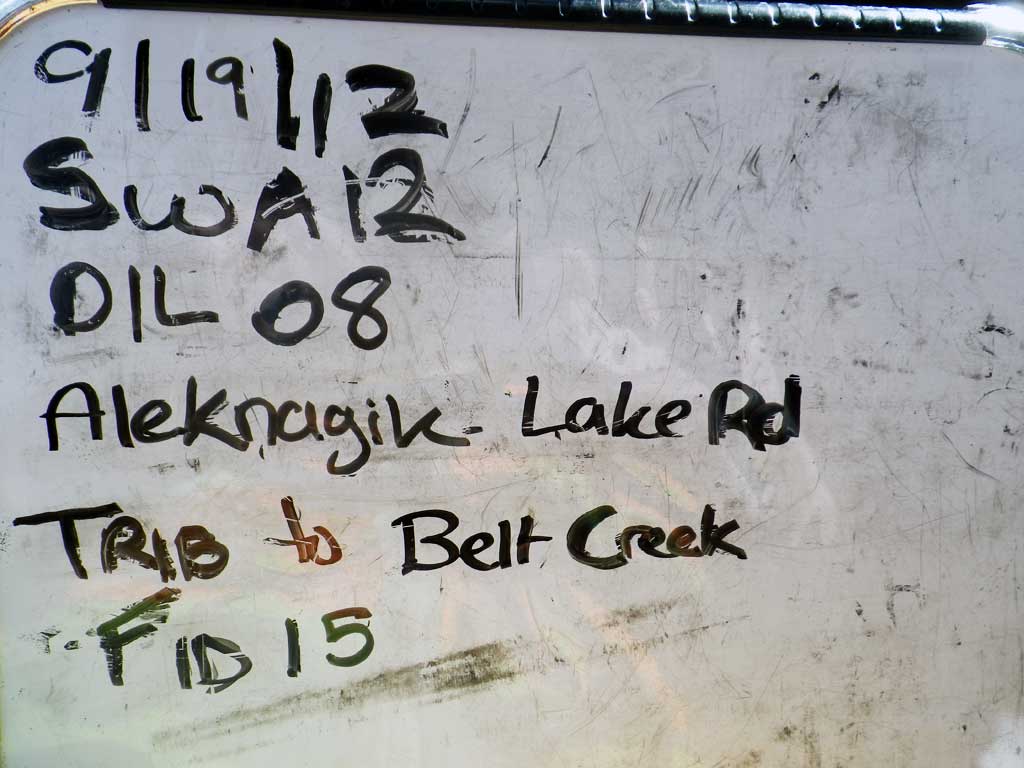 9/19/12
SWA12
DIL 08
Aleknagik Lake Rd
TRIB to Belt Creek
FID 15